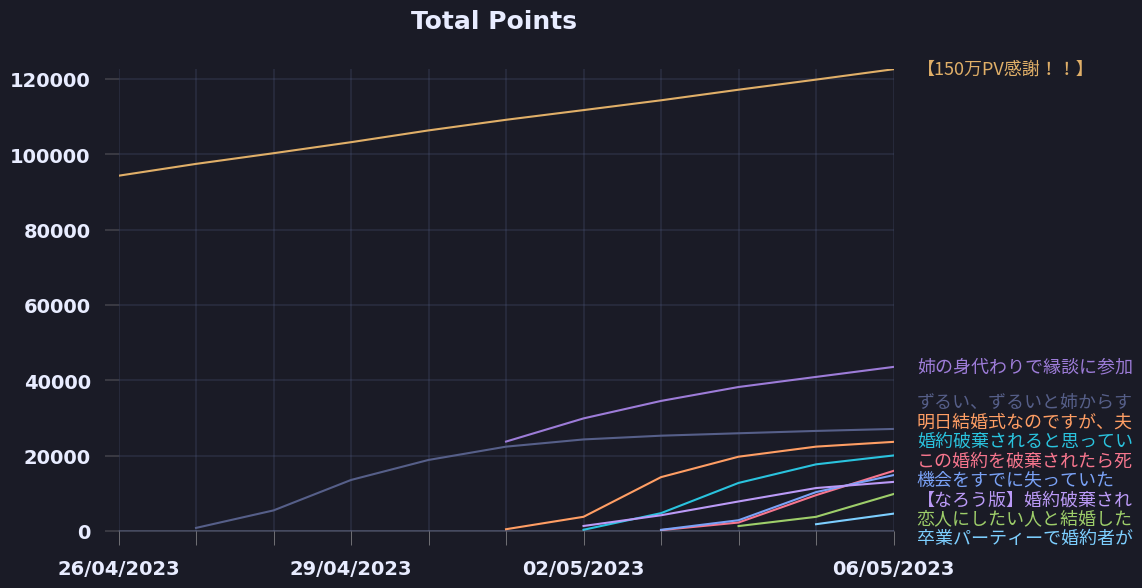 Total Points
120000
100000
80000
60000
40000
20000
0
26/04/2023
29/04/2023
02/05/2023
06/05/2023
【150万PV感謝！！】
姉の身代わりで縁談に参加
ずるい、ずるいと姉からす
明日結婚式なのですが、夫
婚約破棄されると思ってい
この婚約を破棄されたら死
機会をすでに失っていた
【なろう版】婚約破棄され
恋人にしたい人と結婚した
卒業パーティーで婚約者が